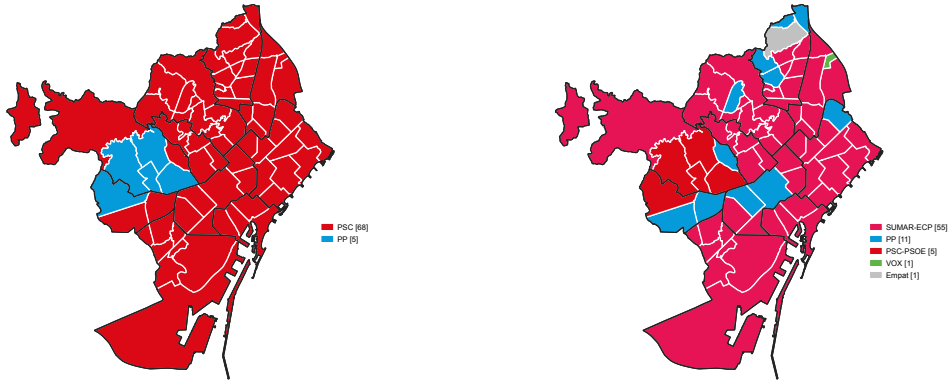 PSC [68]
PP [5]
SUMAR-ECP [55]
PP [11]
PSC-PSOE [5]
VOX [1]
Empat [1]